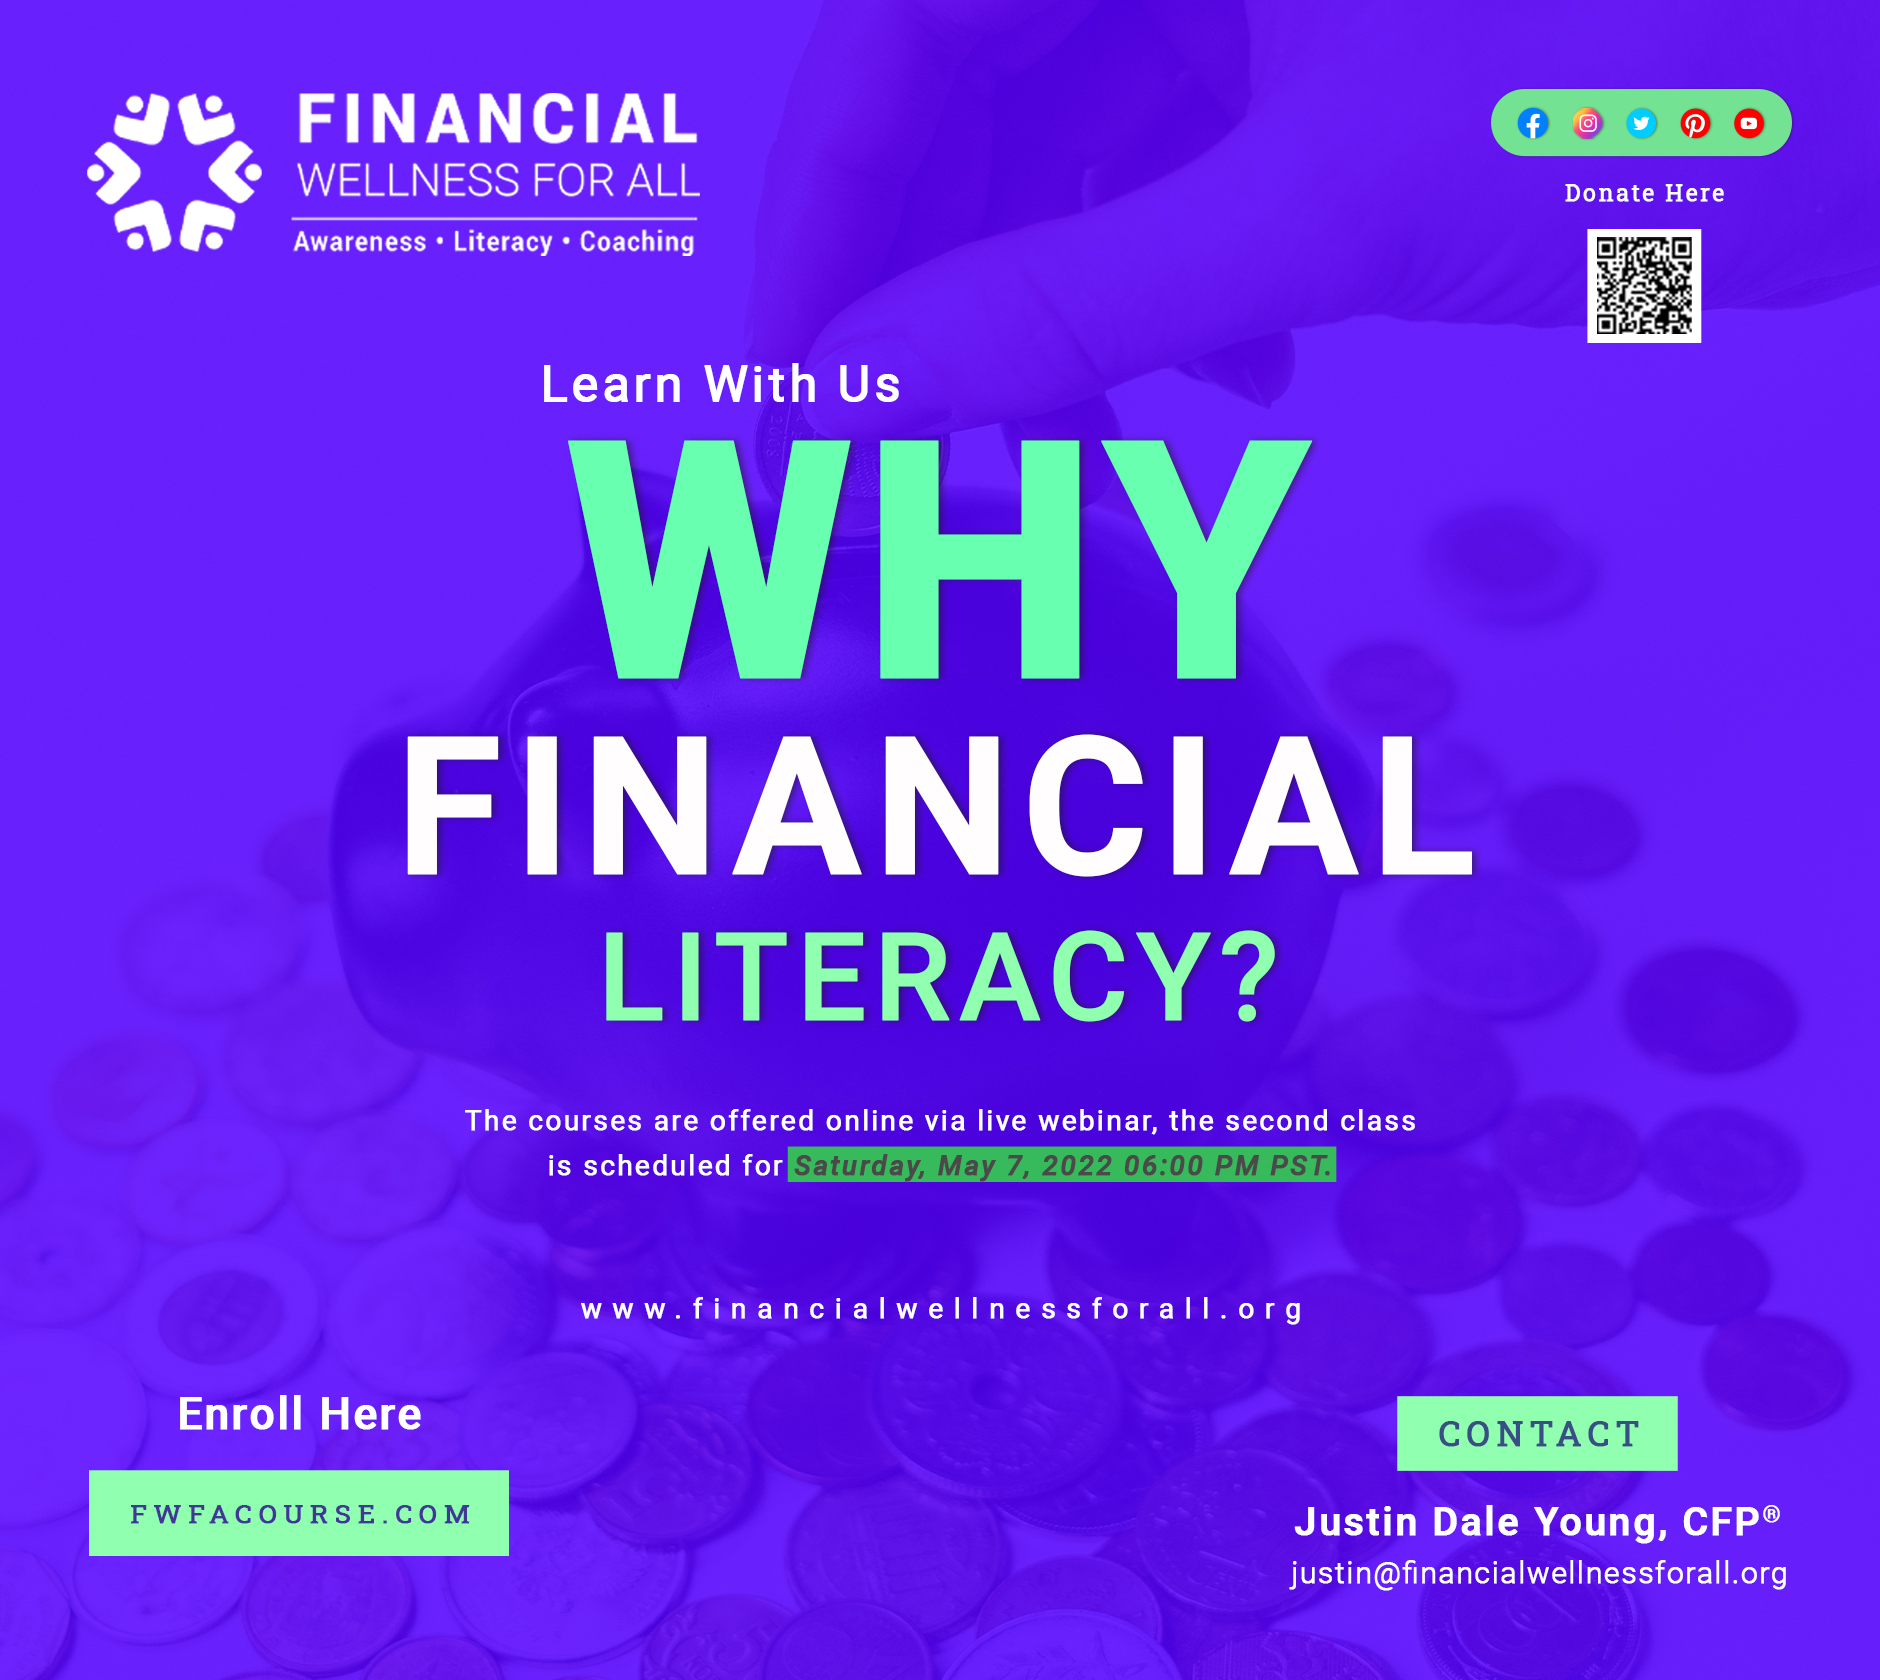 FINANCIAL
WELLNESS FOR ALL
Awareness • Literacy • Coaching
Donate Here
Learn With Us
WHY
FINANCIAL
LITERACY?
The courses are offered online via live webinar, the second class
is scheduled for Saturday, May 7, 2022 06:00 PM PST.
www.financialwellnessforall.org
Enroll Here
FWFACOURSE.COM
CONTACT
Justin Dale Young, CFP®
justin@financialwellnessforall.org